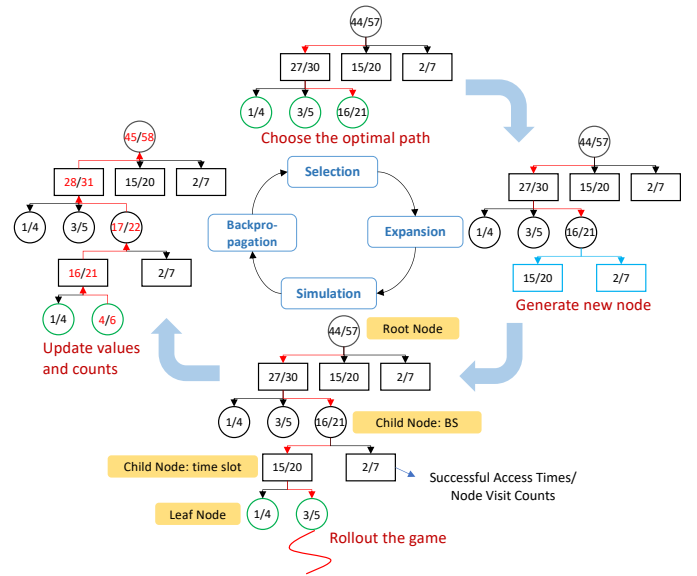 44/57
27/30
15/20
2/7
1/4
3/5
16/21
Choose the optimal path
45/58
28/31
15/20
2/7
1/4
3/5
17/22
16/21
2/7
1/4
4/6
Update values
and counts
Selection
Expansion
Simulation
Backpro-
pagation
44/57
27/30
15/20
2/7
1/4
3/5
16/21
15/20
2/7
Generate new node
44/57
Root Node
27/30
15/20
2/7
1/4
3/5
16/21
Child Node: BS
Child Node: time slot
15/20
2/7
Successful Access Times/
Node Visit Counts
Leaf Node
1/4
3/5
Rollout the game